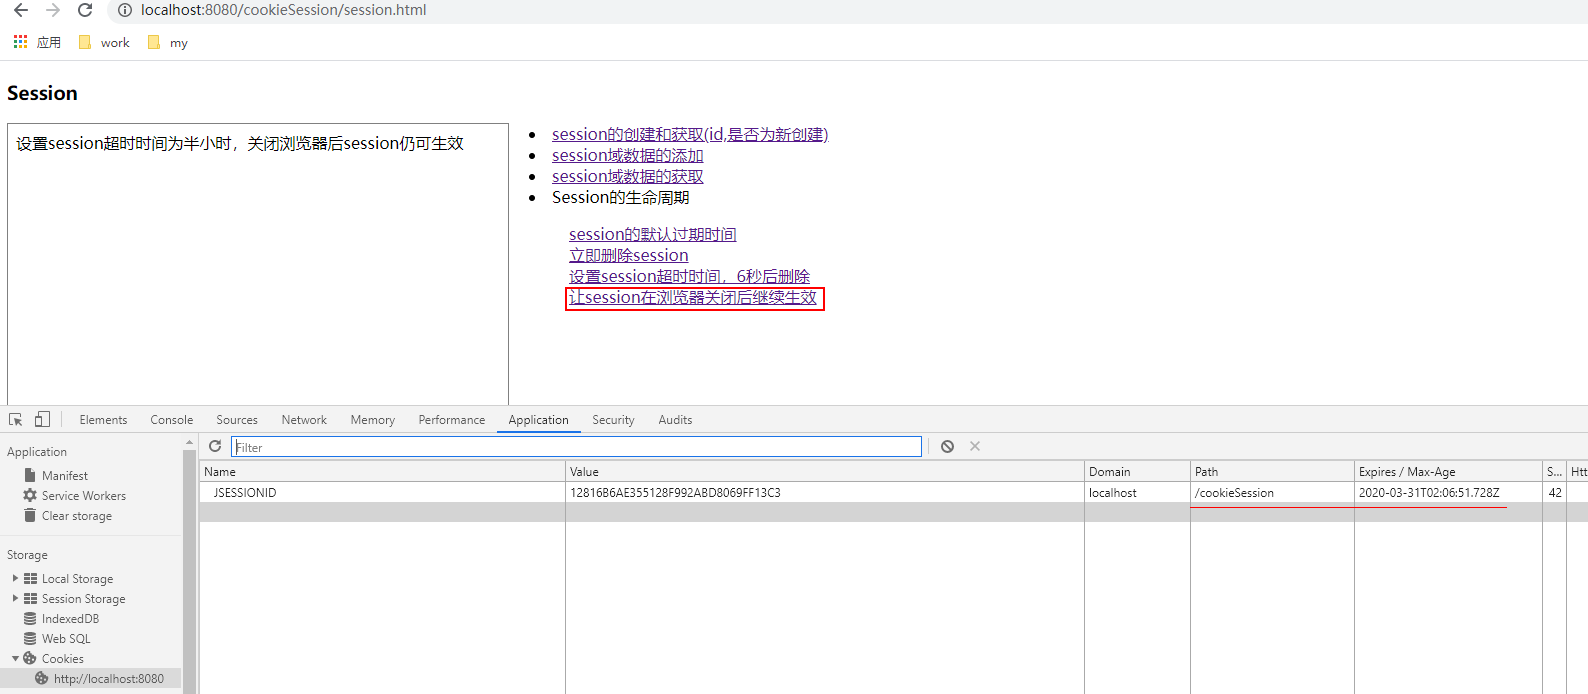 localhost:8080/cookieSession/session.html
应用 work my
Session
设置session超时时间为半小时，关闭浏览器后session仍可生效
session的创建和获取(id,是否为新创建)
session域数据的添加
session域数据的获取
Session的生命周期
session的默认过期时间
立即删除session
设置session超时时间，6秒后删除
让session在浏览器关闭后继续生效
Elements Console Sources Network Memory Performance Application Security Audits
Application
Manifest
Service Workers
Clear storage
Storage
Local Storage
Session Storage
IndexedDB
Web SQL
Cookies
http://localhost:8080
Filter
Name Value Domain Path Expires / Max-Age S... Htt
JSESSIONID 12816B6AE355128F992ABD8069FF13C3 localhost /cookieSession 2020-03-31T02:06:51.728Z 42